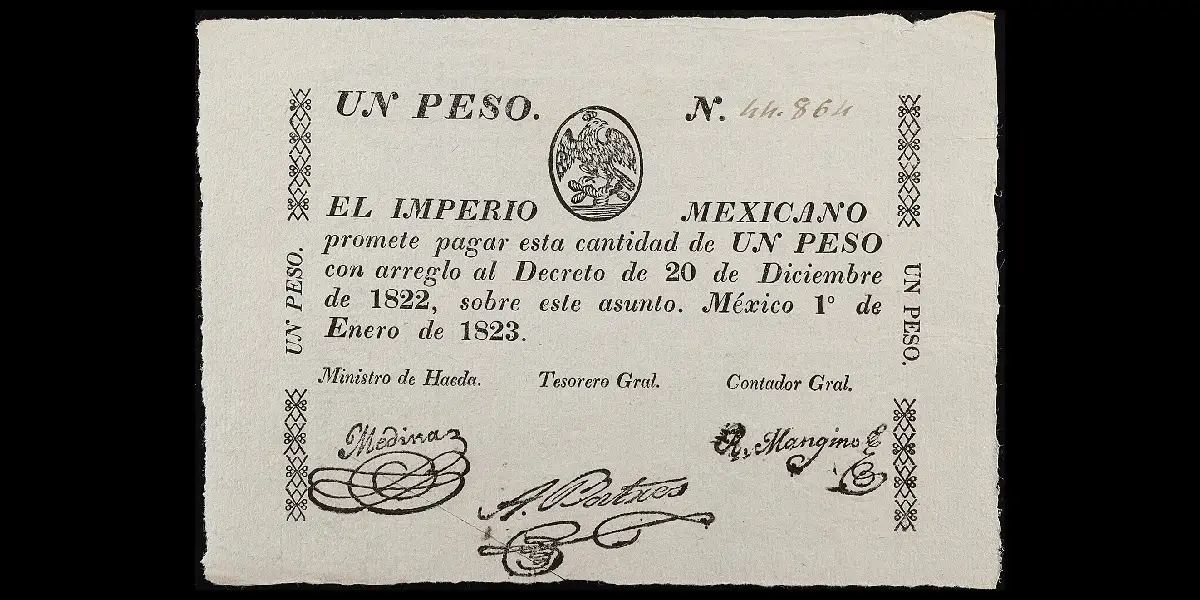 UN PESO. N. 44.864
EL IMPERIO MEXICANO
promete pagar esta cantidad de UN PESO
con arreglo al Decreto de 20 de Diciembre
de 1822, sobre este asunto. México 1º de
Enero de 1823.
UN PESO.
UN PESO.
Ministro de Hacda. Tesorero Gral. Contador Gral.
Medina
R. Mangino
A. Batres